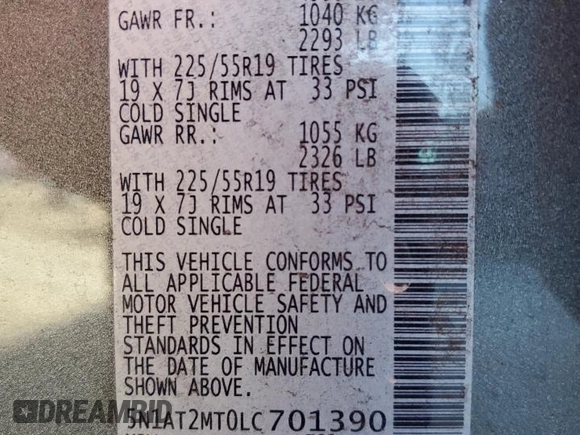 GAWR FR.: 1040 KG
2293 LB
WITH 225/55R19 TIRES
19 X 7J RIMS AT 33 PSI
COLD SINGLE
GAWR RR.: 1055 KG
2326 LB
WITH 225/55R19 TIRES
19 X 7J RIMS AT 33 PSI
COLD SINGLE
THIS VEHICLE CONFORMS TO
ALL APPLICABLE FEDERAL
MOTOR VEHICLE SAFETY AND
THEFT PREVENTION
STANDARDS IN EFFECT ON
THE DATE OF MANUFACTURE
SHOWN ABOVE.
5N1AT2MT0LC701390
DREAMRID